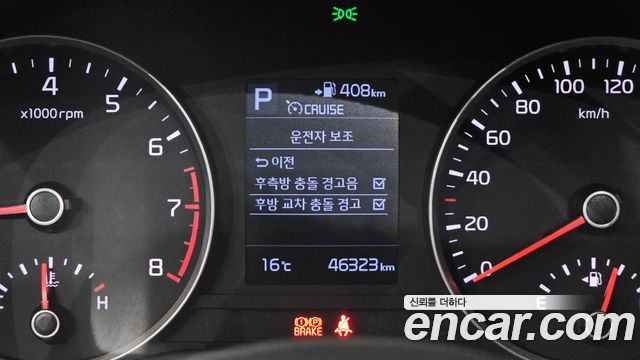 4
5
x1000rpm
6
7
8
H
P
408km
CRUISE
운전자 보조
이전
후측방 충돌 경고음
후방 교차 충돌 경고
16℃
46323 km
BRAKE
P
120
100
80
km/h
60
40
20
0
E
신뢰를 더하다
encar.com